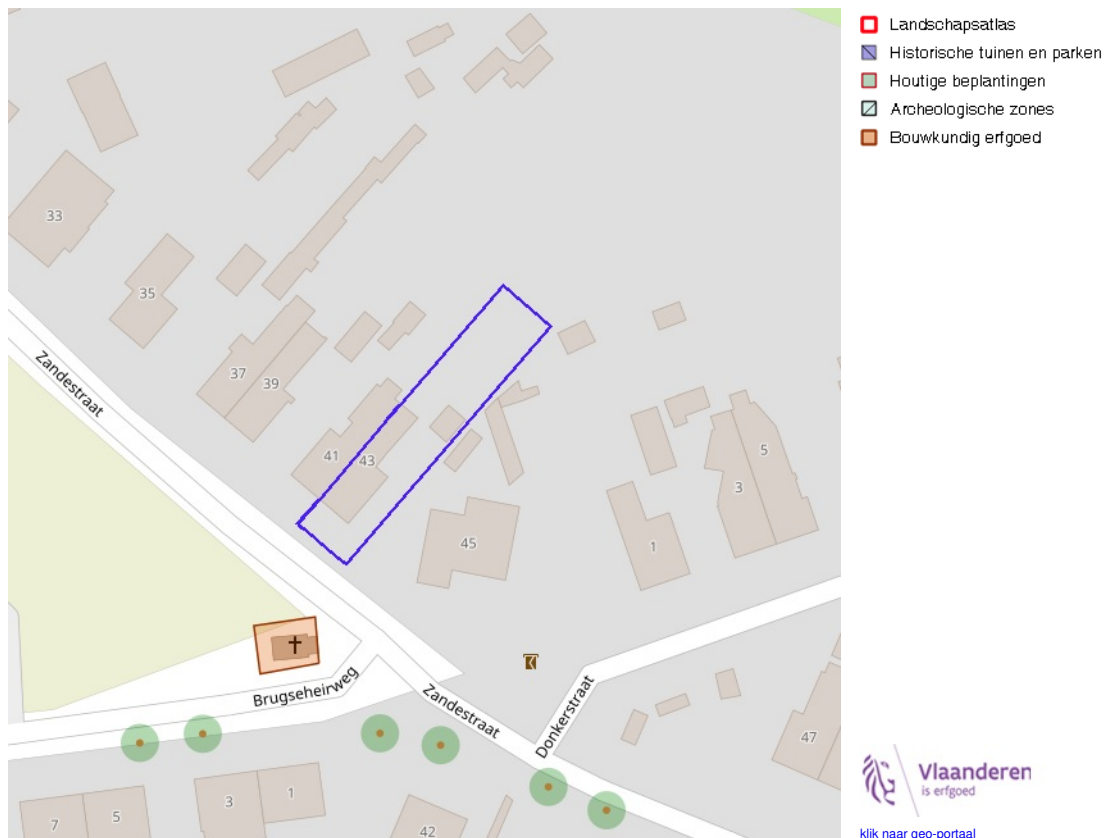 Landschapsatlas
Historische tuinen en parken
Houtige beplantingen
Archeologische zones
Bouwkundig erfgoed
33
35
37
39
41
43
45
1
3
5
Zandestraat
Brugseheirweg
Zandestraat
Donkerstraat
47
7
5
3
1
42
Vlaanderen
is erfgoed
klik naar geo-portaal